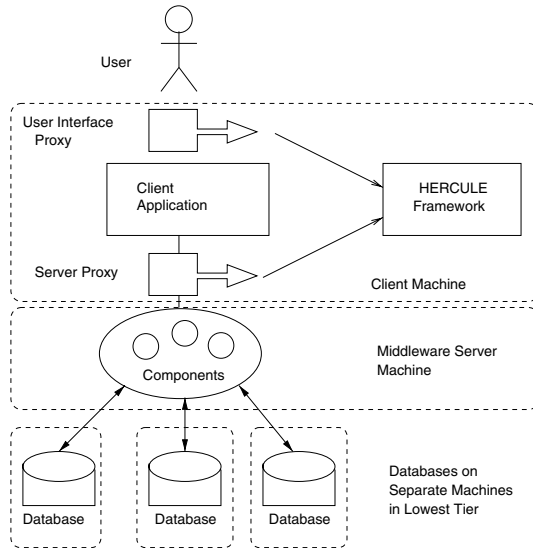 User
User Interface
Proxy
Client
Application
HERCULE
Framework
Server Proxy
Client Machine
Components
Middleware Server
Machine
Database
Database
Database
Databases on
Separate Machines
in Lowest Tier